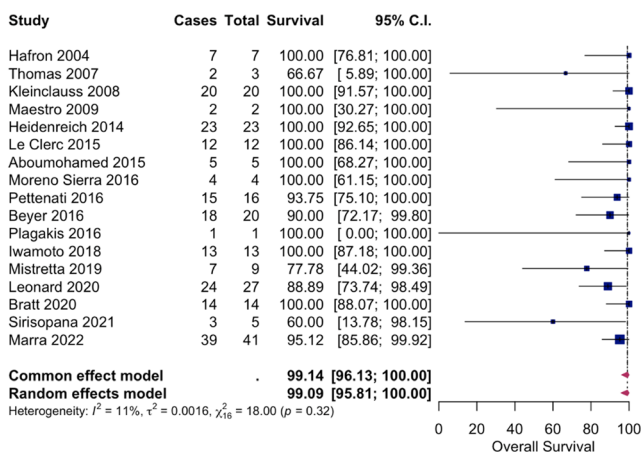 Study Cases Total Survival 95% C.I.
Hafron 2004 7 7 100.00 [76.81; 100.00]
Thomas 2007 2 3 66.67 [ 5.89; 100.00]
Kleinclauss 2008 20 20 100.00 [91.57; 100.00]
Maestro 2009 2 2 100.00 [30.27; 100.00]
Heidenreich 2014 23 23 100.00 [92.65; 100.00]
Le Clerc 2015 12 12 100.00 [86.14; 100.00]
Aboumohamed 2015 5 5 100.00 [68.27; 100.00]
Moreno Sierra 2016 4 4 100.00 [61.15; 100.00]
Pettenati 2016 15 16 93.75 [75.10; 100.00]
Beyer 2016 18 20 90.00 [72.17; 99.80]
Plagakis 2016 1 1 100.00 [ 0.00; 100.00]
Iwamoto 2018 13 13 100.00 [87.18; 100.00]
Mistretta 2019 7 9 77.78 [44.02; 99.36]
Leonard 2020 24 27 88.89 [73.74; 98.49]
Bratt 2020 14 14 100.00 [88.07; 100.00]
Sirisopana 2021 3 5 60.00 [13.78; 98.15]
Marra 2022 39 41 95.12 [85.86; 99.92]
Common effect model . 99.14 [96.13; 100.00]
Random effects model 99.09 [95.81; 100.00]
Heterogeneity: I² = 11%, τ² = 0.0016, χ²₁₆ = 18.00 (p = 0.32)
0 20 40 60 80 100
Overall Survival